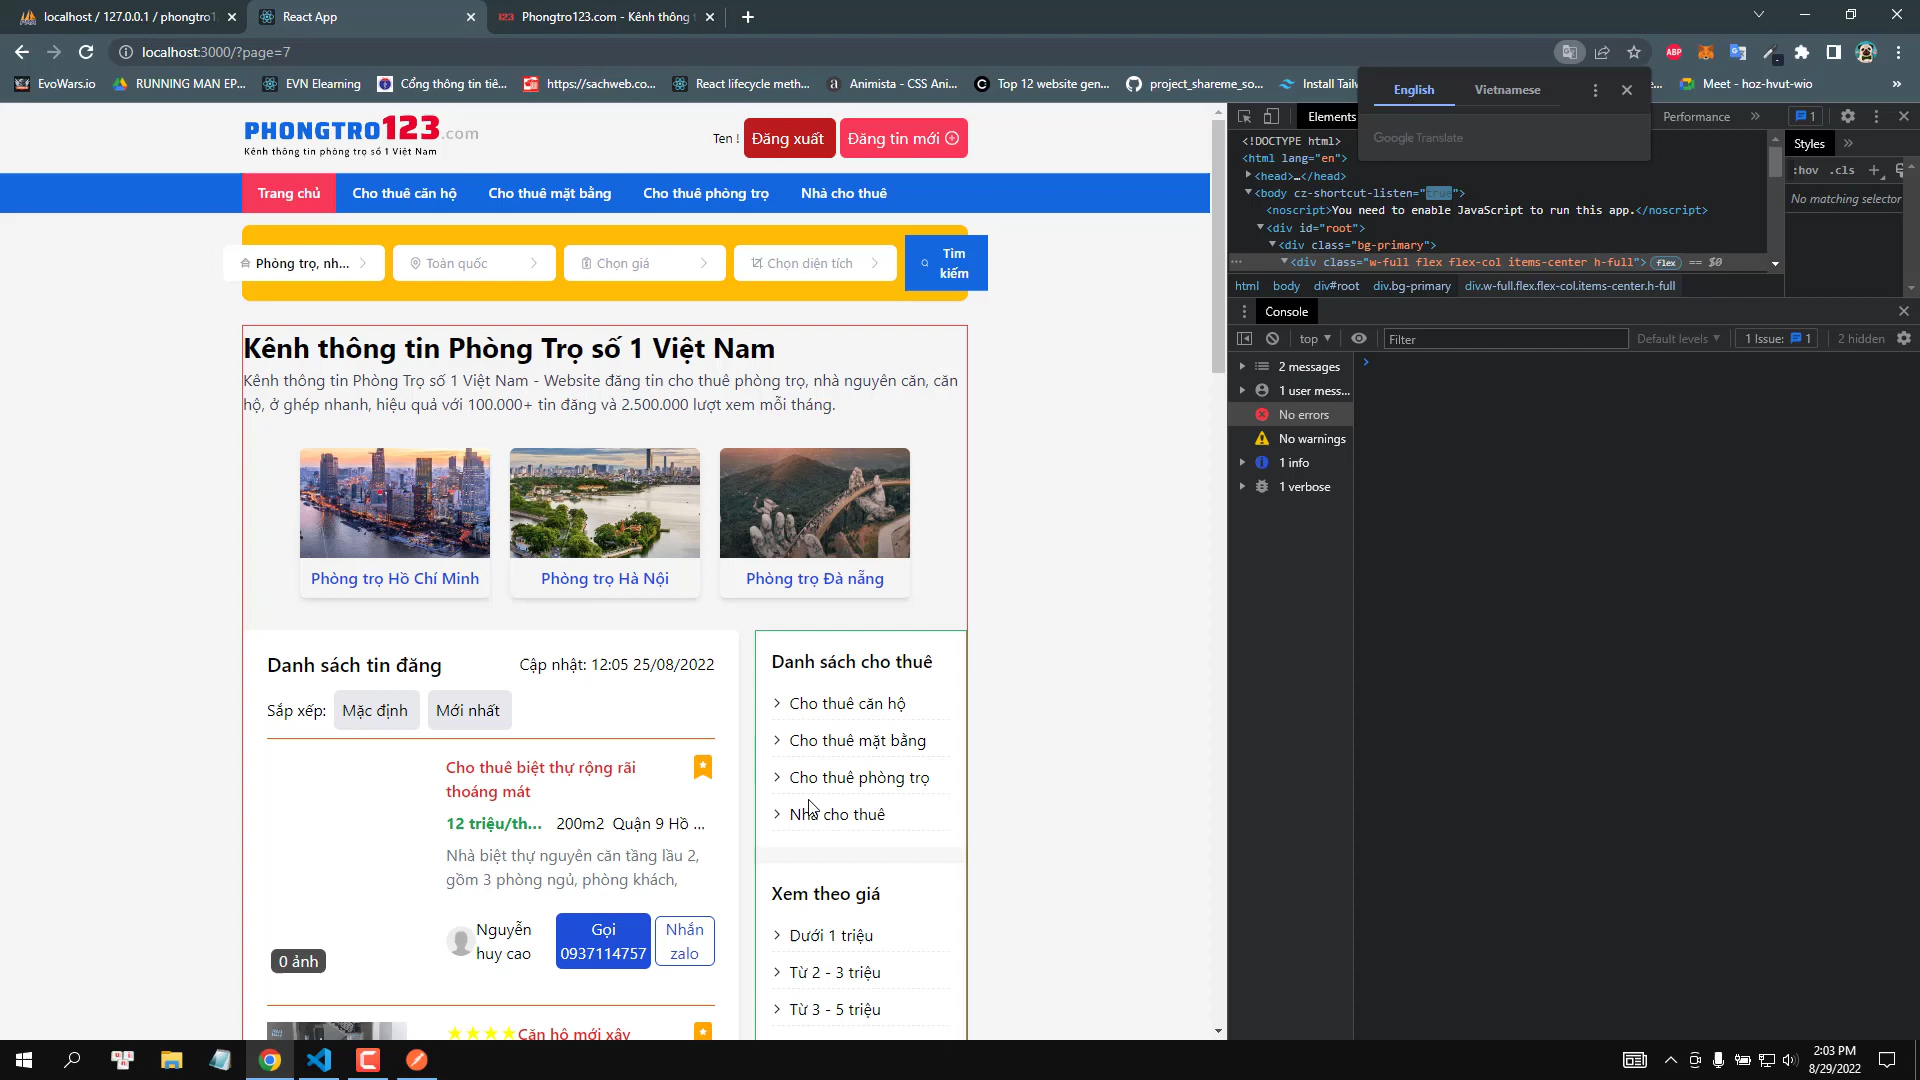 localhost / 127.0.0.1 / phongtro1
React App
Phongtro123.com - Kênh thông t
localhost:3000/?page=7
EvoWars.io
RUNNING MAN EP...
EVN Elearning
Cổng thông tin tiê...
https://sachweb.co...
React lifecycle meth...
Animista - CSS Ani...
Top 12 website gen...
project_shareme_so...
Install Tailw
Meet - hoz-hvut-wio
English
Vietnamese
Google Translate
PHONGTRO123.com
Kênh thông tin phòng trọ số 1 Việt Nam
Ten !
Đăng xuất
Đăng tin mới
Trang chủ
Cho thuê căn hộ
Cho thuê mặt bằng
Cho thuê phòng trọ
Nhà cho thuê
Phòng trọ, nh...
Toàn quốc
Chọn giá
Chọn diện tích
Tìm
kiếm
Kênh thông tin Phòng Trọ số 1 Việt Nam
Kênh thông tin Phòng Trọ số 1 Việt Nam - Website đăng tin cho thuê phòng trọ, nhà nguyên căn, căn
hộ, ở ghép nhanh, hiệu quả với 100.000+ tin đăng và 2.500.000 lượt xem mỗi tháng.
Phòng trọ Hồ Chí Minh
Phòng trọ Hà Nội
Phòng trọ Đà nẵng
Danh sách tin đăng
Cập nhật: 12:05 25/08/2022
Sắp xếp:
Mặc định
Mới nhất
Cho thuê biệt thự rộng rãi
thoáng mát
12 triệu/th...
200m2
Quận 9 Hồ ...
Nhà biệt thự nguyên căn tầng lầu 2,
gồm 3 phòng ngủ, phòng khách,
Nguyễn
huy cao
Gọi
0937114757
Nhắn
zalo
0 ảnh
Căn hộ mới xây
Danh sách cho thuê
Cho thuê căn hộ
Cho thuê mặt bằng
Cho thuê phòng trọ
Nhà cho thuê
Xem theo giá
Dưới 1 triệu
Từ 2 - 3 triệu
Từ 3 - 5 triệu
Elements
Performance
1
<!DOCTYPE html>
<html lang="en">
<head>…</head>
<body cz-shortcut-listen="true">
<noscript>You need to enable JavaScript to run this app.</noscript>
<div id="root">
<div class="bg-primary">
<div class="w-full flex flex-col items-center h-full"> flex == $0
html
body
div#root
div.bg-primary
div.w-full.flex.flex-col.items-center.h-full
Styles
:hov
.cls
No matching selector
Console
top
Filter
Default levels
1 Issue: 1
2 hidden
2 messages
1 user mess...
No errors
No warnings
1 info
1 verbose
2:03 PM
8/29/2022